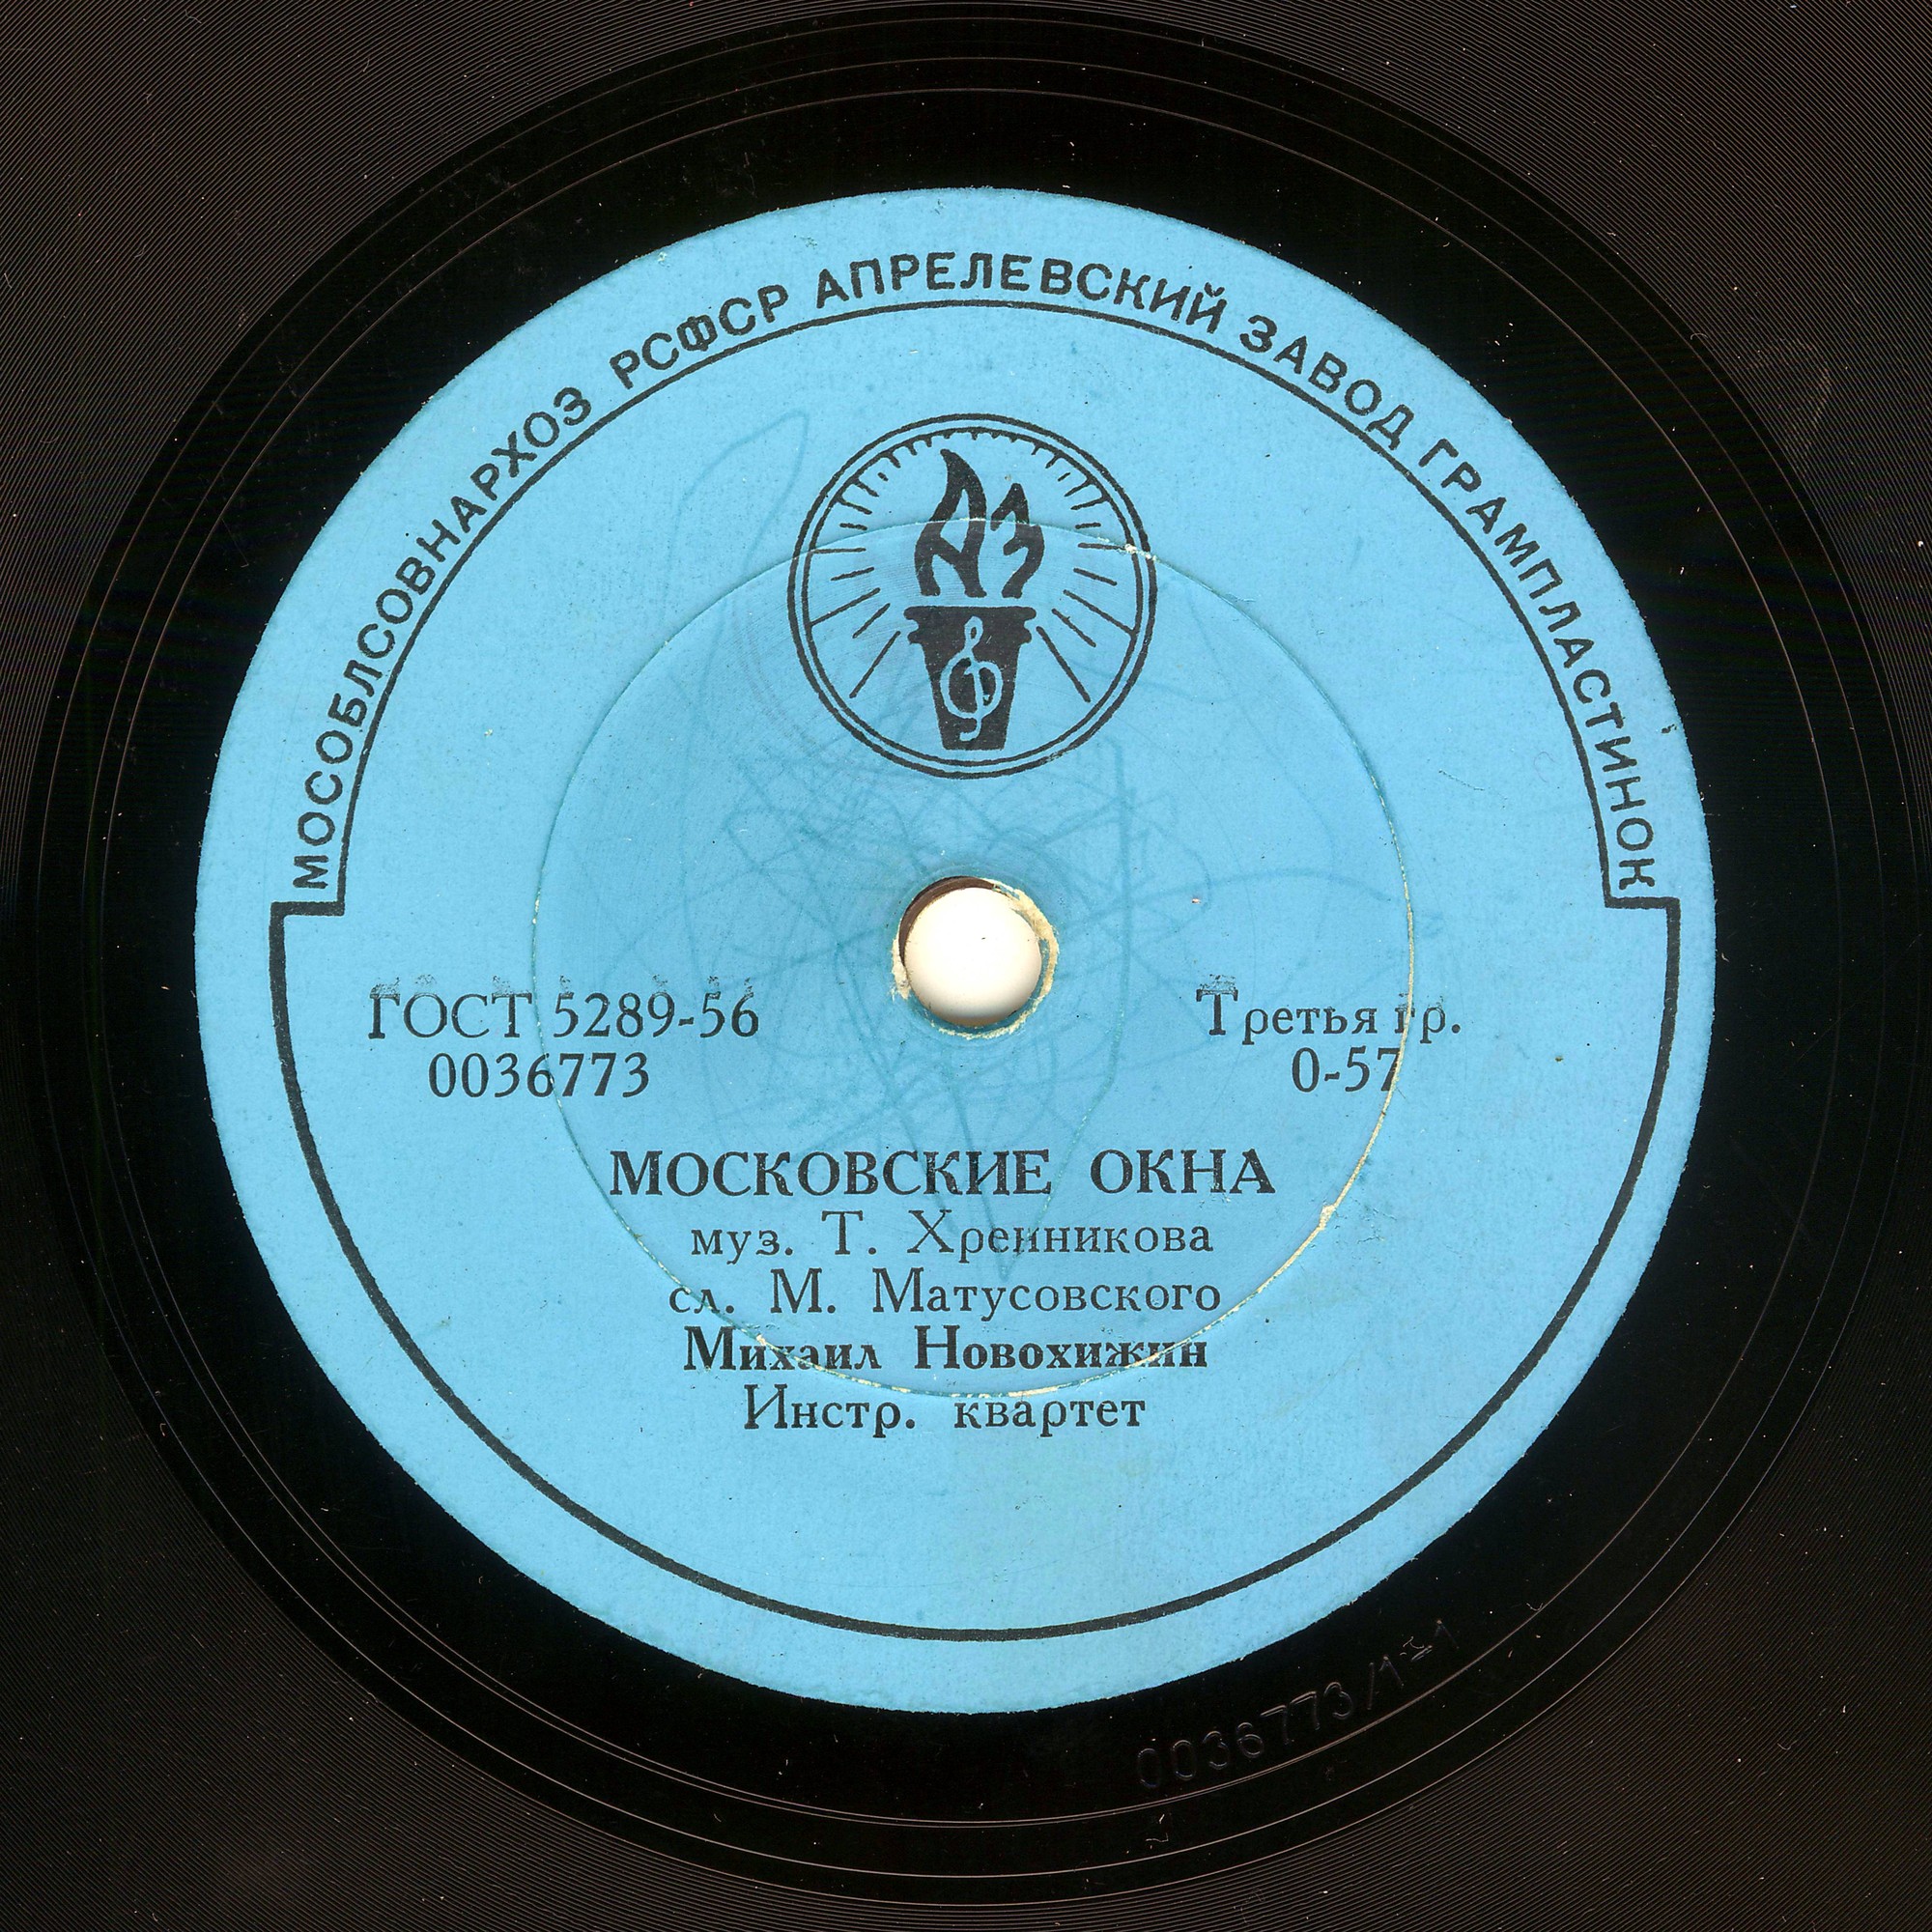 МОСОБЛСОВНАРХОЗ РСФСР АПРЕЛЕВСКИЙ ЗАВОД ГРАМПЛАСТИНОК
АЗ
ГОСТ 5289-56
0036773
Третья гр.
0-57
МОСКОВСКИЕ ОКНА
муз. Т. Хренникова
сл. М. Матусовского
Михаил Новохижин
Инстр. квартет
0036773/1-1